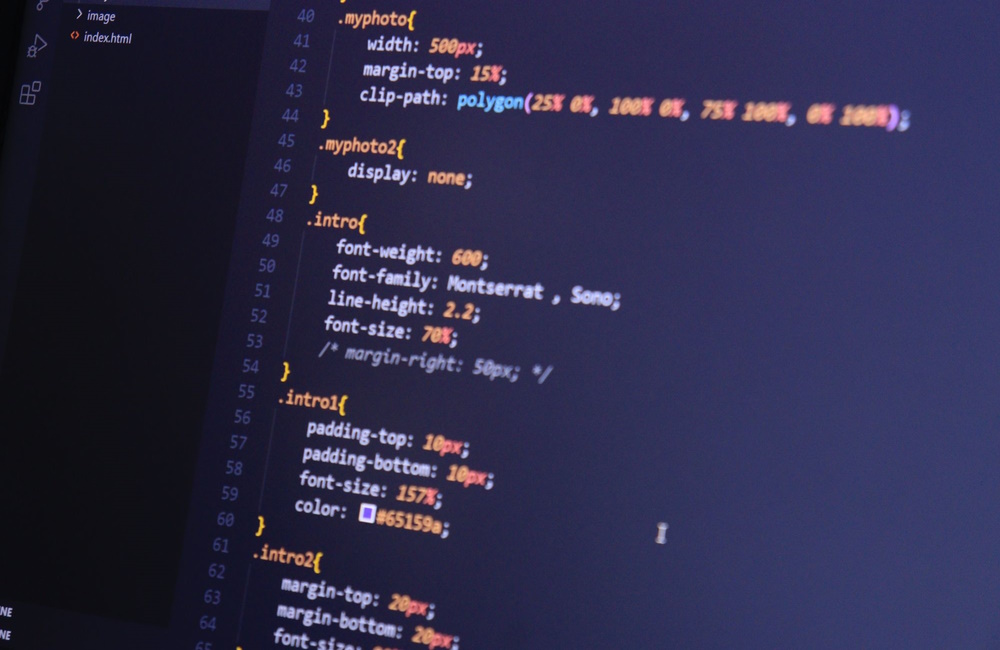 image
index.html
40 .myphoto{
41 width: 500px;
42 margin-top: 15%;
43 clip-path: polygon(25% 0%, 100% 0%, 75% 100%, 0% 100%);
44 }
45 .myphoto2{
46 display: none;
47 }
48 .intro{
49 font-weight: 600;
50 font-family: Montserrat , Sono;
51 line-height: 2.2;
52 font-size: 70%;
53 /* margin-right: 50px; */
54 }
55 .intro1{
56 padding-top: 10px;
57 padding-bottom: 10px;
58 font-size: 157%;
59 color: #65159a;
60 }
61 .intro2{
62 margin-top: 20px;
63 margin-bottom: 20px;
64 font-size:
NE
NE